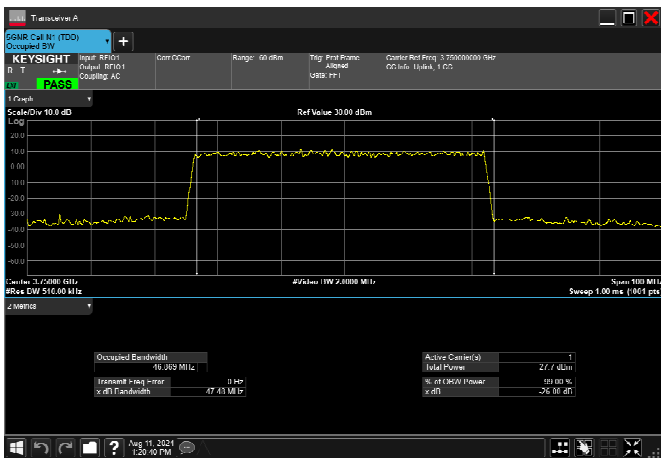 Transceiver A
5GNR Cell N1 (TDD)
Occupied BW
+
KEYSIGHT
R T
PASS
Input: RFIO1
Output: RFIO1
Coupling: AC
Corr CCorr
Range: 60 dBm
Trig: Prdt Frame
Aligned
Gate: FFT
Carrier Ref Freq: 3.750000000 GHz
CC Info: Uplink, 1 CC
1 Graph
Scale/Div 10.0 dB
Ref Value 30.00 dBm
Log
20.0
10.0
0.00
-10.0
-20.0
-30.0
-40.0
-50.0
-60.0
Center 3.75000 GHz
#Video BW 2.0000 MHz
Span 100 MHz
#Res BW 510.00 kHz
Sweep 1.00 ms (1001 pts)
2 Metrics
Occupied Bandwidth
46.869 MHz
Transmit Freq Error
0 Hz
x dB Bandwidth
47.48 MHz
Active Carrier(s)
1
Total Power
27.7 dBm
% of OBW Power
99.00 %
x dB
-26.00 dB
?
Aug 11, 2021
1:20:40 PM